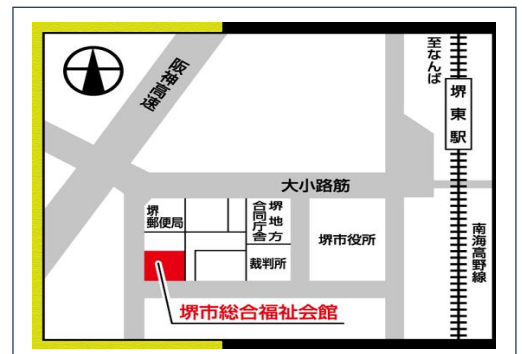 阪神高速
至なんば
堺東駅
大小路筋
堺
郵便局
堺地方
合同庁舎
裁判所
堺市役所
南海高野線
堺市総合福祉会館